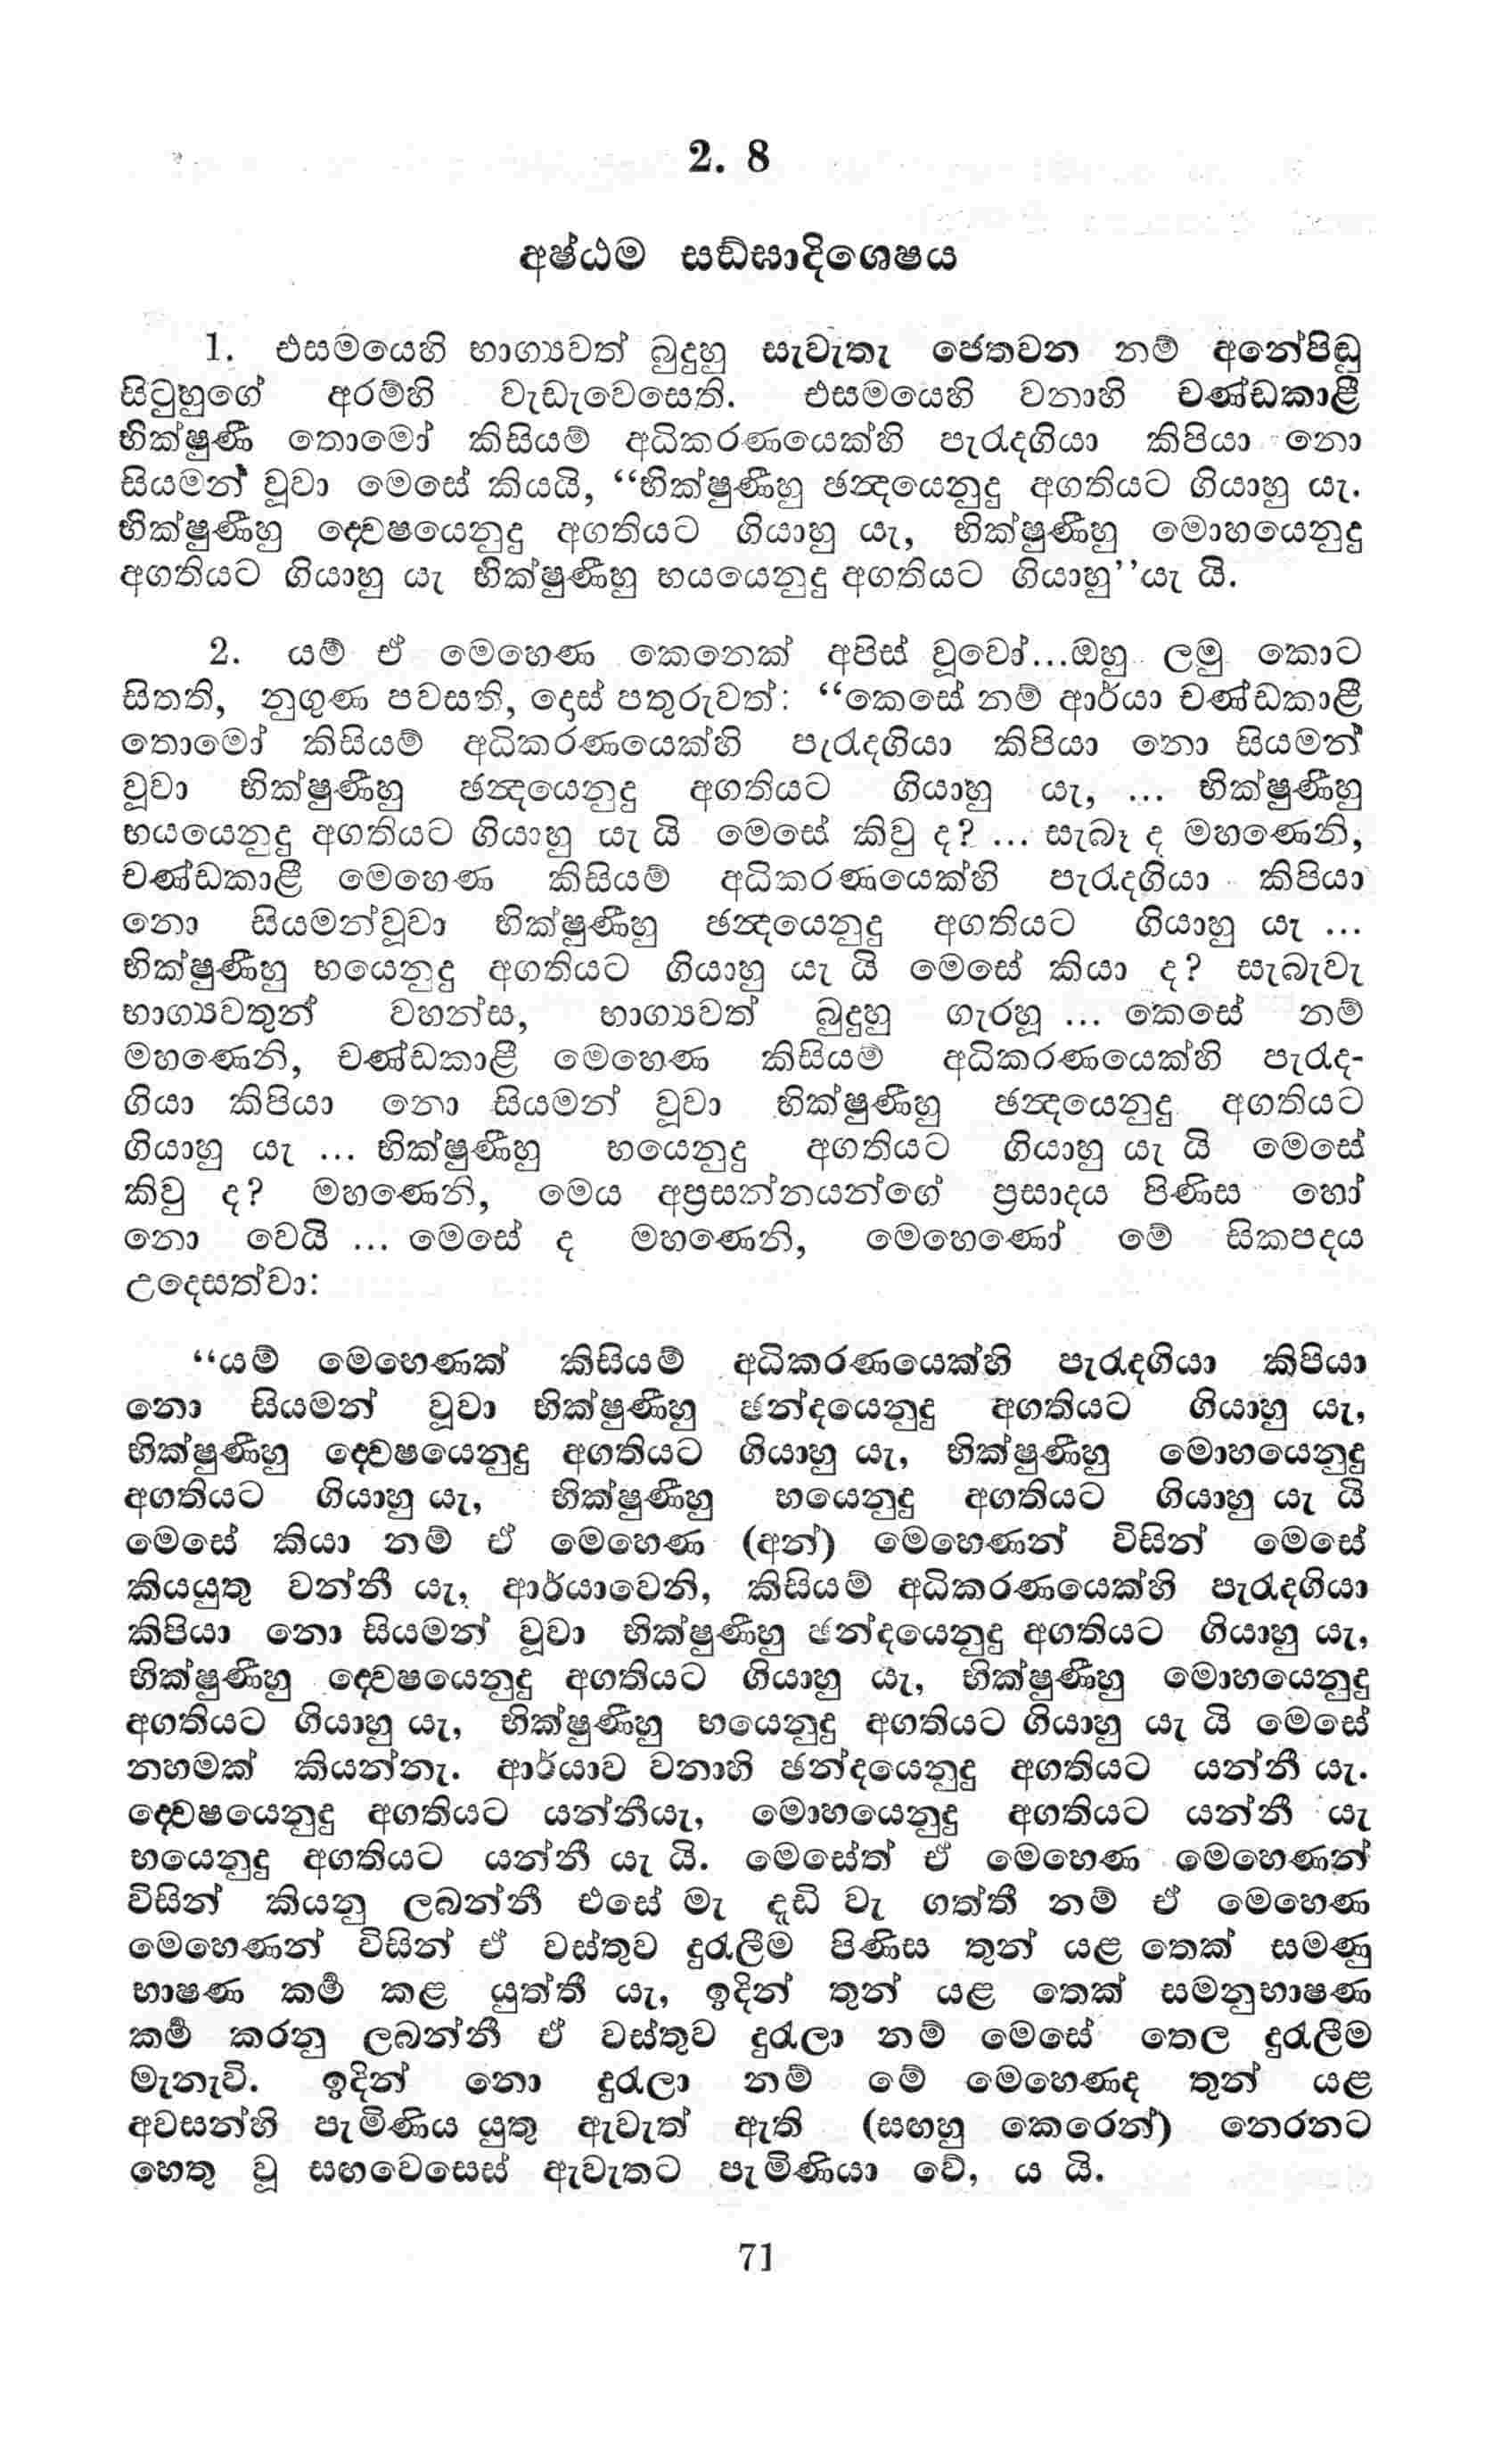 2. 8
අෂ්ඨම සඞ්ඝාදිශෙෂය
1. එසමයෙහි භාග්‍යවත් බුදුහු සැවැතැ ජෙතවන නම් අනේපිඬු
සිටුහුගේ අරම්හි වැඩැවෙසෙති. එසමයෙහි වනාහි චණ්ඩකාළී
භික්ෂුණී තොමෝ කිසියම් අධිකරණයෙක්හි පැරැදගියා කිපියා නො
සියමන් වූවා මෙසේ කියයි, “භික්ෂුණීහු ඡන්‍දයෙනුදු අගතියට ගියාහු යැ.
භික්ෂුණීහු ද්‍වෙෂයෙනුදු අගතියට ගියාහු යැ, භික්ෂුණීහු මොහයෙනුදු
අගතියට ගියාහු යැ භික්ෂුණීහු භයයෙනුදු අගතියට ගියාහු”යැ යි.
2. යම් ඒ මෙහෙණ කෙනෙක් අපිස් වූවෝ...ඔහු ලමු කොට
සිතති, නුගුණ පවසති, දෙස් පතුරුවත්: “කෙසේ නම් ආර්යා චණ්ඩකාළී
තොමෝ කිසියම් අධිකරණයෙක්හි පැරැදගියා කිපියා නො සියමන්
වූවා භික්ෂුණීහු ඡන්‍දයෙනුදු අගතියට ගියාහු යැ, ... භික්ෂුණීහු
භයයෙනුදු අගතියට ගියාහු යැ යි මෙසේ කිවු ද? ... සැබෑ ද මහණෙනි,
චණ්ඩකාළී මෙහෙණ කිසියම් අධිකරණයෙක්හි පැරැදගියා කිපියා
නො සියමන්වූවා භික්ෂුණීහු ඡන්‍දයෙනුදු අගතියට ගියාහු යැ ...
භික්ෂුණීහු භයෙනුදු අගතියට ගියාහු යැ යි මෙසේ කියා ද? සැබැවැ
භාග්‍යවතුන් වහන්ස, භාග්‍යවත් බුදුහු ගැරහූ ... කෙසේ නම්
මහණෙනි, චණ්ඩකාළී මෙහෙණ කිසියම් අධිකරණයෙක්හි පැරැද-
ගියා කිපියා නො සියමන් වූවා භික්ෂුණීහු ඡන්‍දයෙනුදු අගතියට
ගියාහු යැ ... භික්ෂුණීහු භයෙනුදු අගතියට ගියාහු යැ යි මෙසේ
කිවු ද? මහණෙනි, මෙය අප්‍රසන්නයන්ගේ ප්‍රසාදය පිණිස හෝ
නො වෙයි ... මෙසේ ද මහණෙනි, මෙහෙණෝ මේ සිකපදය
උදෙසත්වා:
“යම් මෙහෙණක් කිසියම් අධිකරණයෙක්හි පැරැදගියා කිපියා
නො සියමන් වූවා භික්ෂුණීහු ඡන්දයෙනුදු අගතියට ගියාහු යැ,
භික්ෂුණීහු ද්‍වෙෂයෙනුදු අගතියට ගියාහු යැ, භික්ෂුණීහු මොහයෙනුදු
අගතියට ගියාහු යැ, භික්ෂුණීහු භයෙනුදු අගතියට ගියාහු යැ යි
මෙසේ කියා නම් ඒ මෙහෙණ (අන්) මෙහෙණන් විසින් මෙසේ
කියයුතු වන්නී යැ, ආර්යාවෙනි, කිසියම් අධිකරණයෙක්හි පැරැදගියා
කිපියා නො සියමන් වූවා භික්ෂුණීහු ඡන්දයෙනුදු අගතියට ගියාහු යැ,
භික්ෂුණීහු ද්‍වෙෂයෙනුදු අගතියට ගියාහු යැ, භික්ෂුණීහු මොහයෙනුදු
අගතියට ගියාහු යැ, භික්ෂුණීහු භයෙනුදු අගතියට ගියාහු යැ යි මෙසේ
නහමක් කියන්නැ. ආර්යාව වනාහි ඡන්දයෙනුදු අගතියට යන්නී යැ.
ද්‍වෙෂයෙනුදු අගතියට යන්නීයැ, මොහයෙනුදු අගතියට යන්නී යැ
භයෙනුදු අගතියට යන්නී යැ යි. මෙසේත් ඒ මෙහෙණ මෙහෙණන්
විසින් කියනු ලබන්නී එසේ මැ දැඩි වැ ගත්තී නම් ඒ මෙහෙණ
මෙහෙණන් විසින් ඒ වස්තුව දුරැලීම පිණිස තුන් යළ තෙක් සමණු
භාෂණ කර්‍ම කළ යුත්තී යැ, ඉදින් තුන් යළ තෙක් සමනුභාෂණ
කර්‍ම කරනු ලබන්නී ඒ වස්තුව දුරැලා නම් මෙසේ තෙල දුරැලීම
මැනැවි. ඉදින් නො දුරැලා නම් මේ මෙහෙණද තුන් යළ
අවසන්හි පැමිණිය යුතු ඇවැත් ඇති (සඟහු කෙරෙන්) නෙරනට
හෙතු වූ සඟවෙසෙස් ඇවැතට පැමිණියා වේ, ය යි.
71